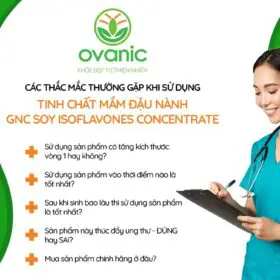 ovanic
KHỎE ĐẸP TỪ THIÊN NHIÊN
CÁC THẮC MẮC THƯỜNG GẶP KHI SỬ DỤNG
TINH CHẤT MẦM ĐẬU NÀNH
GNC SOY ISOFLAVONES CONCENTRATE
Sử dụng sản phẩm có tăng kích thước
vòng 1 hay không?
Sử dụng sản phẩm vào thời điểm nào là
tốt nhất?
Sau khi sinh bao lâu thì sử dụng sản phẩm
là tốt nhất?
Sản phẩm này thúc đẩy ung thư - ĐÚNG
hay SAI?
Mua sản phẩm chính hãng ở đâu?